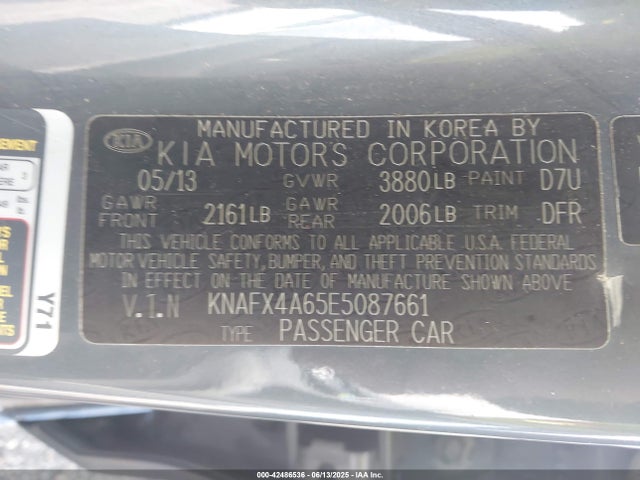 MANUFACTURED IN KOREA BY
KIA KIA MOTORS CORPORATION
05/13 GVWR 3880LB PAINT D7U
GAWR FRONT 2161LB GAWR REAR 2006LB TRIM DFR
THIS VEHICLE CONFORMS TO ALL APPLICABLE U.S.A. FEDERAL
MOTOR VEHICLE SAFETY, BUMPER, AND THEFT PREVENTION STANDARDS
IN EFFECT ON THE DATE OF MANUFACTURE SHOWN ABOVE
V.I.N KNAFX4A65E5087661
TYPE PASSENGER CAR
Y71
000-42486536 - 06/13/2025 - IAAI.COM